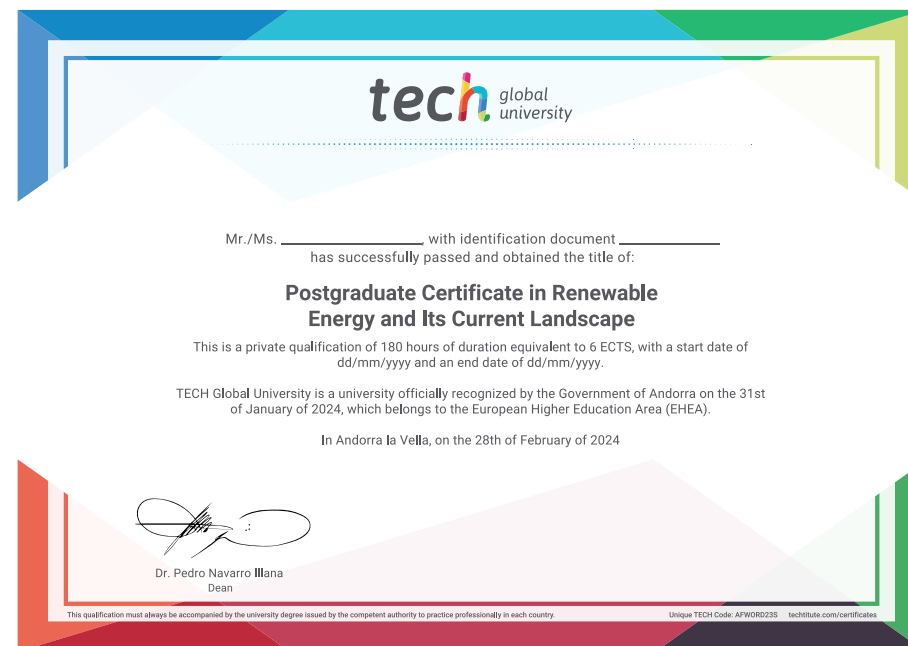 tech global
university
Mr./Ms. ____________, with identification document ____________
has successfully passed and obtained the title of:
Postgraduate Certificate in Renewable
Energy and Its Current Landscape
This is a private qualification of 180 hours of duration equivalent to 6 ECTS, with a start date of
dd/mm/yyyy and an end date of dd/mm/yyyy.
TECH Global University is a university officially recognized by the Government of Andorra on the 31st
of January of 2024, which belongs to the European Higher Education Area (EHEA).
In Andorra la Vella, on the 28th of February of 2024
Dr. Pedro Navarro Illana
Dean
This qualification must always be accompanied by the university degree issued by the competent authority to practice professionally in each country. Unique TECH Code: AFWORD23S techtitute.com/certificates